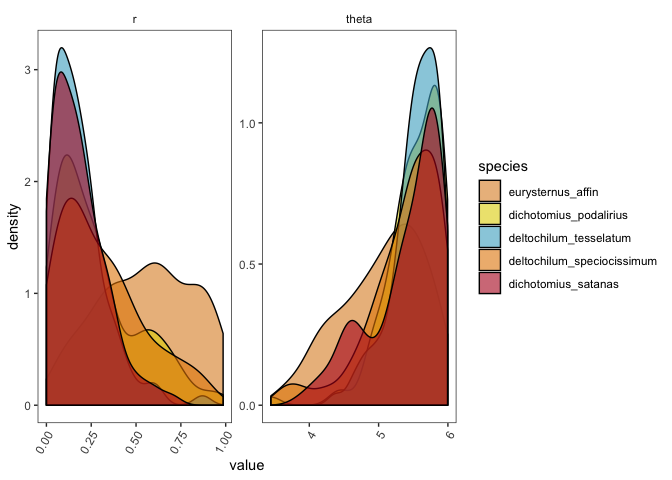 r
theta
density
3
2
1
0
0.00
0.25
0.50
0.75
1.00
1.0
0.5
0.0
4
5
6
value
species
eurysternus_affin
dichotomius_podalirius
deltochilum_tesselatum
deltochilum_speciocissimum
dichotomius_satanas